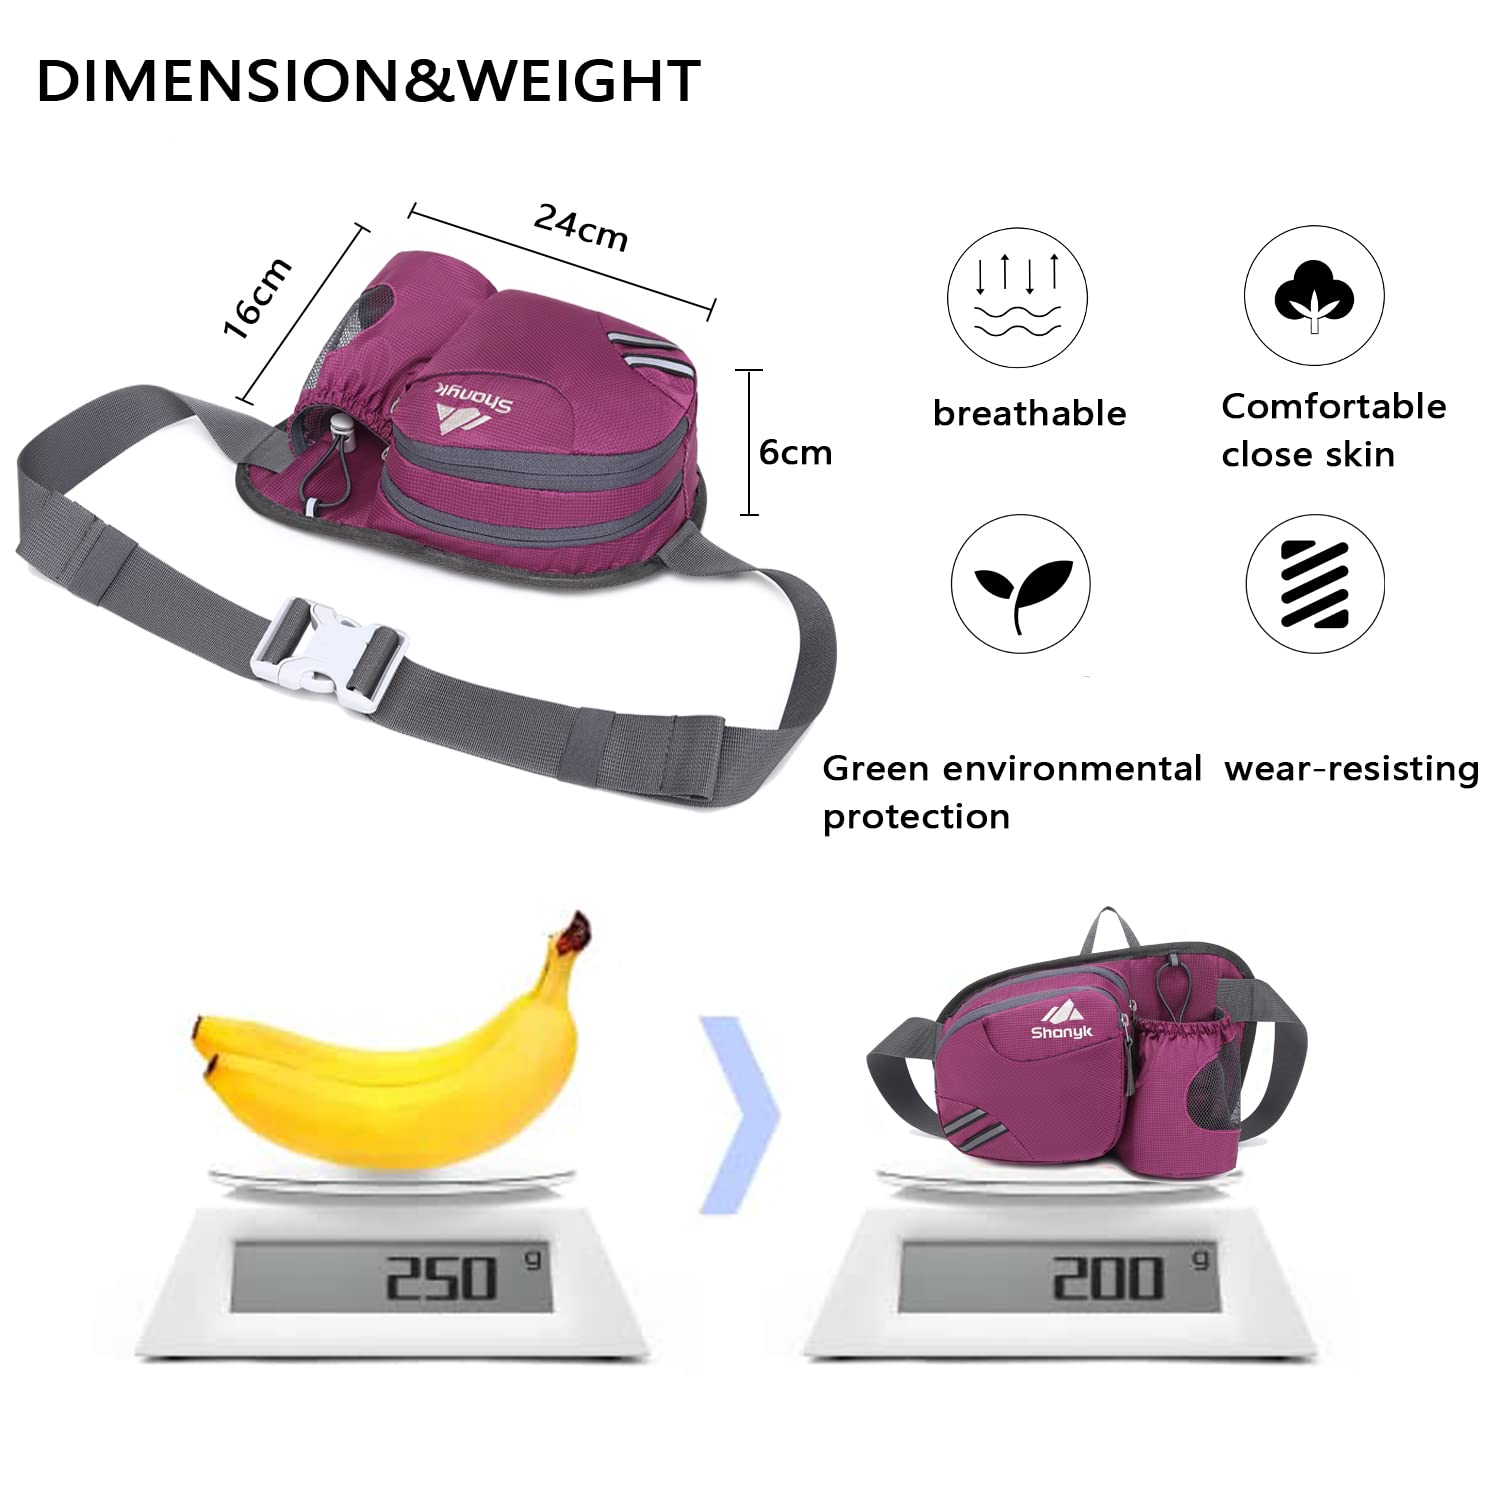 DIMENSION&WEIGHT
24cm
16cm
6cm
Shanyk
breathable
Comfortable
close skin
Green environmental
protection
wear-resisting
Shanyk
250 g
200 g